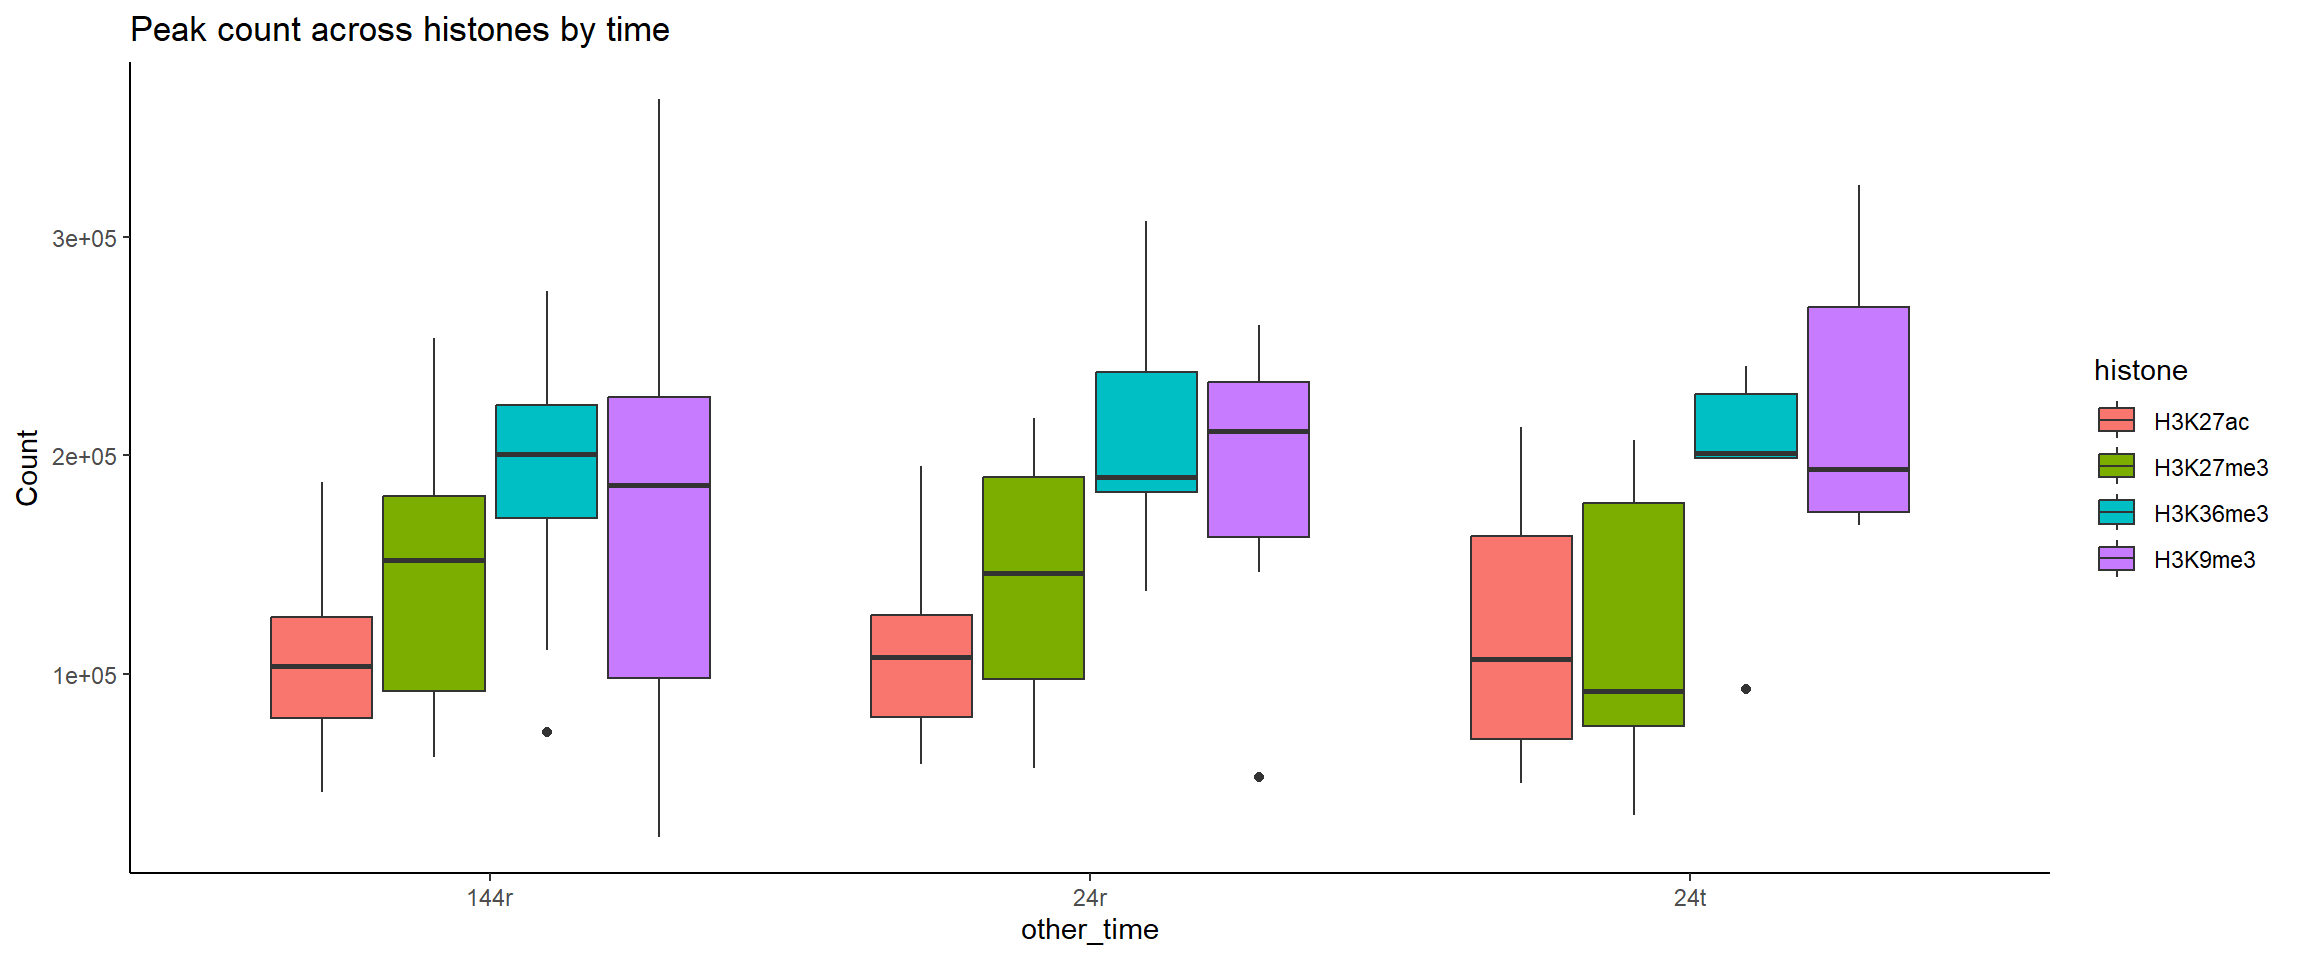 Peak count across histones by time
Count
3e+05
2e+05
1e+05
144r
24r
24t
other_time
histone
H3K27ac
H3K27me3
H3K36me3
H3K9me3